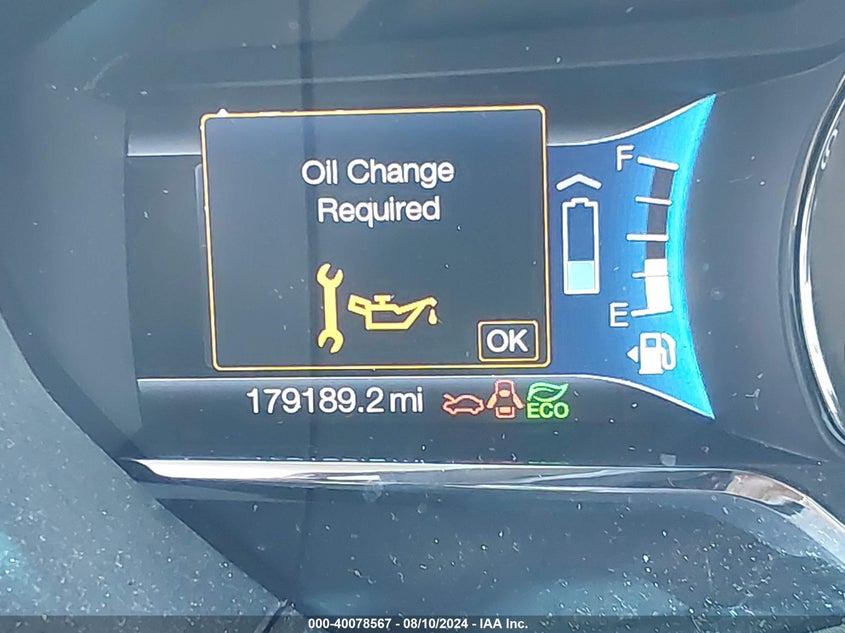 Oil Change
Required
OK
F
E
179189.2 mi
ECO
000-40078567 - 08/10/2024 - IAA Inc.